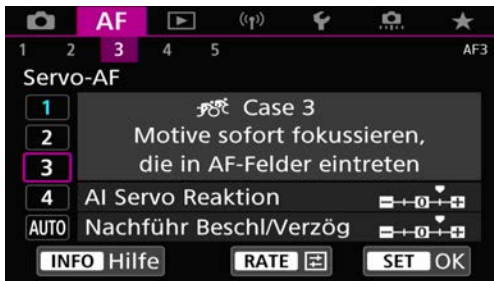 AF
1 2 3 4 5 AF3
Servo-AF
1
Case 3
2
Motive sofort fokussieren,
3
die in AF-Felder eintreten
4
AI Servo Reaktion
AUTO
Nachführ Beschl/Verzög
INFO Hilfe RATE SET OK